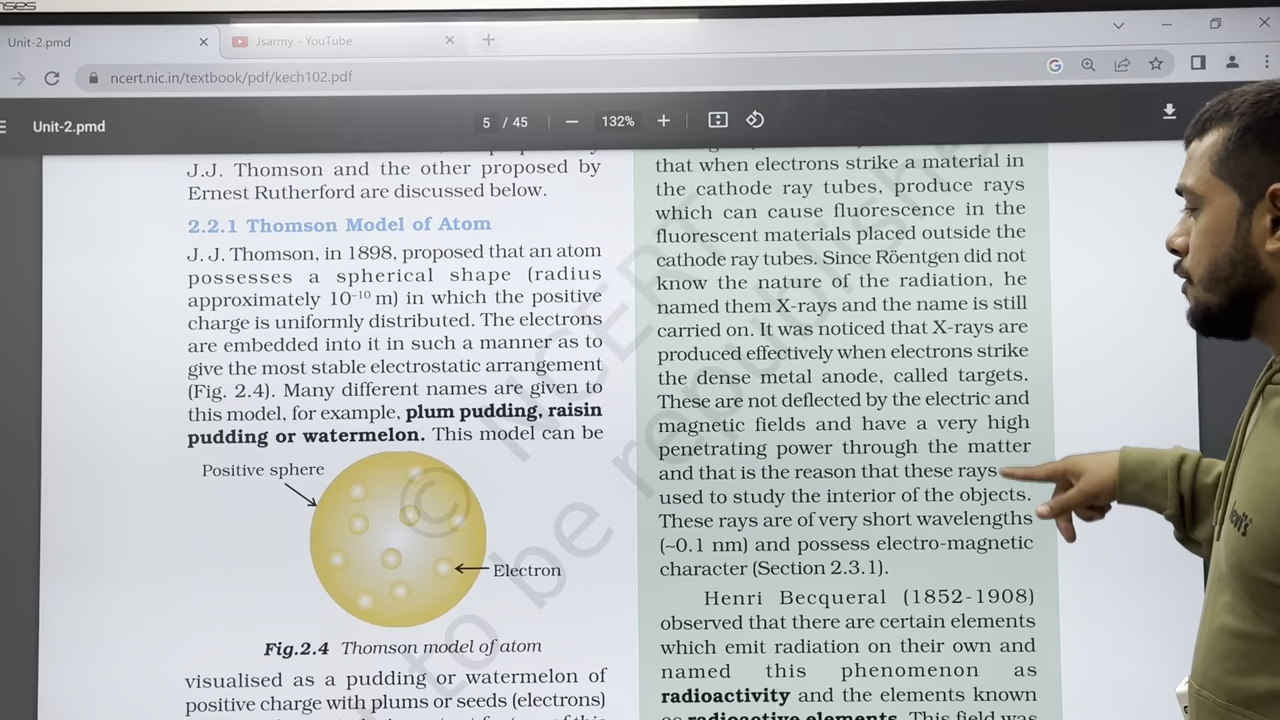 Unit-2.pmd
Jsarmy - YouTube
ncert.nic.in/textbook/pdf/kech102.pdf
Unit-2.pmd
5 / 45
132%
J.J. Thomson and the other proposed by
Ernest Rutherford are discussed below.
2.2.1 Thomson Model of Atom
J. J. Thomson, in 1898, proposed that an atom
possesses a spherical shape (radius
approximately 10⁻¹⁰ m) in which the positive
charge is uniformly distributed. The electrons
are embedded into it in such a manner as to
give the most stable electrostatic arrangement
(Fig. 2.4). Many different names are given to
this model, for example, plum pudding, raisin
pudding or watermelon. This model can be
Positive sphere
Electron
Fig.2.4 Thomson model of atom
visualised as a pudding or watermelon of
positive charge with plums or seeds (electrons)
that when electrons strike a material in
the cathode ray tubes, produce rays
which can cause fluorescence in the
fluorescent materials placed outside the
cathode ray tubes. Since Röentgen did not
know the nature of the radiation, he
named them X-rays and the name is still
carried on. It was noticed that X-rays are
produced effectively when electrons strike
the dense metal anode, called targets.
These are not deflected by the electric and
magnetic fields and have a very high
penetrating power through the matter
and that is the reason that these rays
used to study the interior of the objects.
These rays are of very short wavelengths
(~0.1 nm) and possess electro-magnetic
character (Section 2.3.1).
Henri Becqueral (1852-1908)
observed that there are certain elements
which emit radiation on their own and
named this phenomenon as
radioactivity and the elements known
as radioactive elements. This field was
© NCERT
to be republishe
Levi's